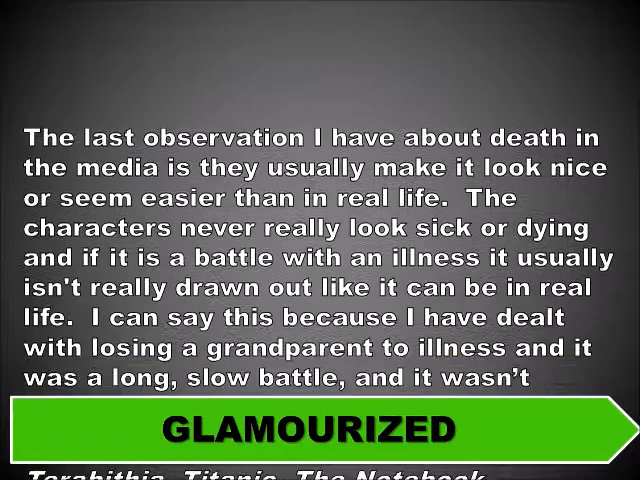 The last observation I have about death in
the media is they usually make it look nice
or seem easier than in real life.  The
characters never really look sick or dying
and if it is a battle with an illness it usually
isn't really drawn out like it can be in real
life.  I can say this because I have dealt
with losing a grandparent to illness and it
was a long, slow battle, and it wasn’t
GLAMOURIZED
Terabithia, Titanic, The Notebook